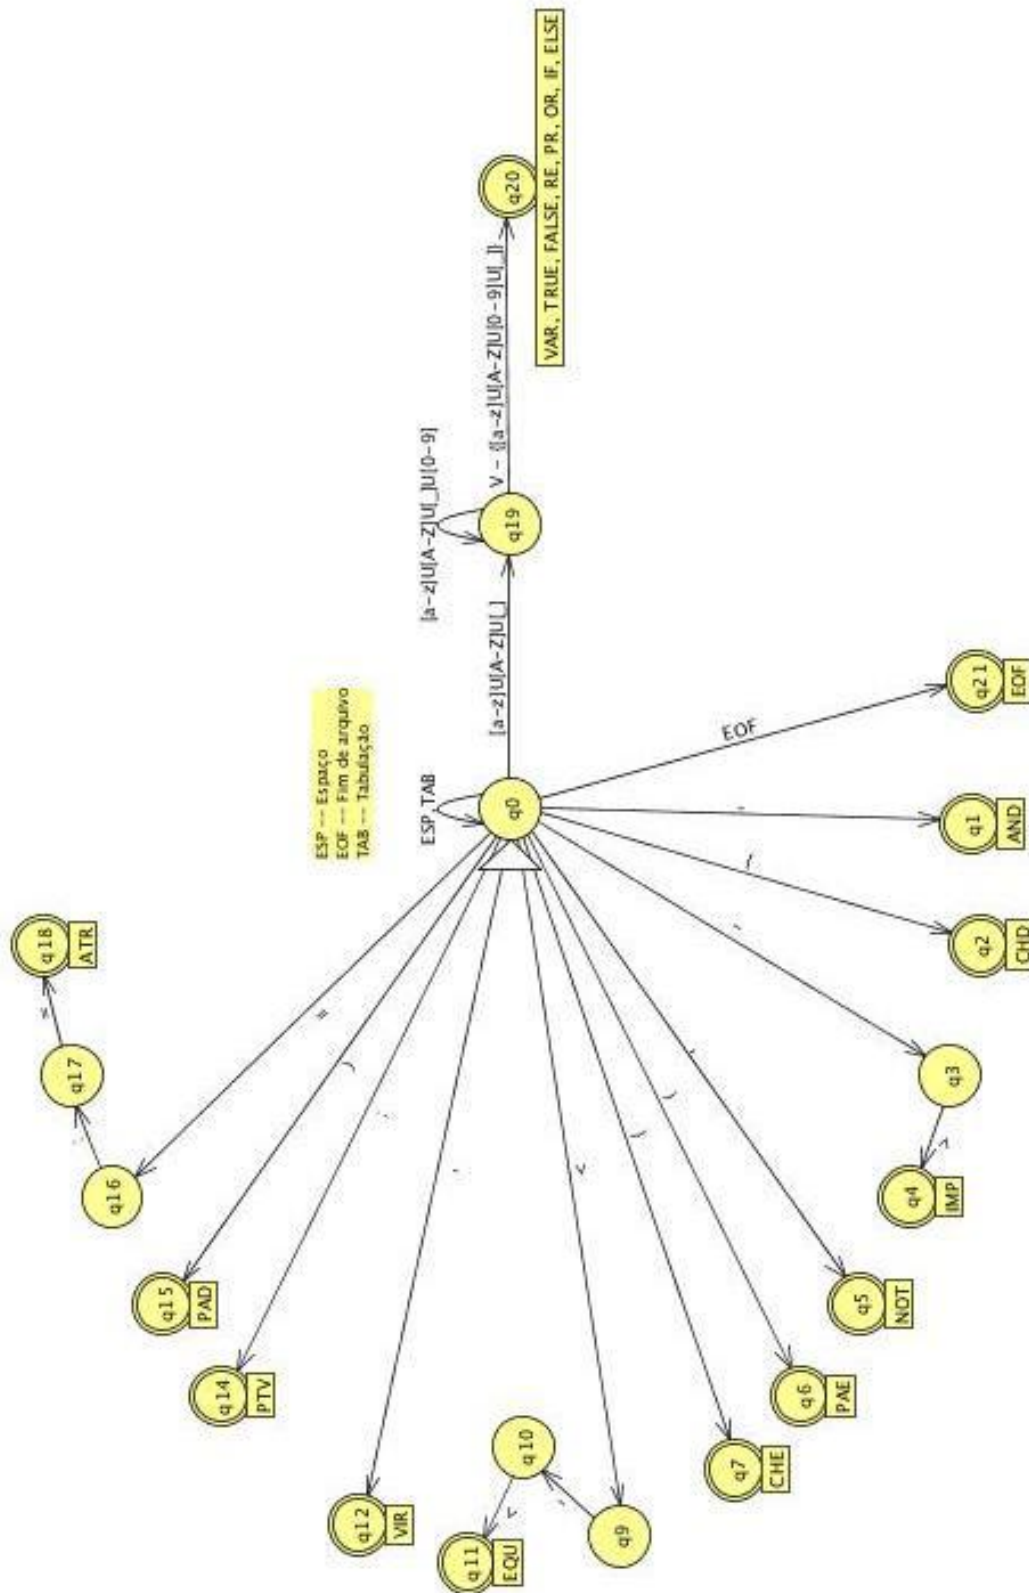 ESP -- Espaço
EOF -- Fim de arquivo
TAB -- Tabulação
q18
ATR
=
q17
q16
=
q15
PAD
q14
PTV
q12
VIR
q11
EQU
q10
q9
q7
CHE
q6
PAE
q5
NOT
q4
IMP
q3
q2
CHD
q1
AND
q21
EOF
EOF
ESP, TAB
q0
[a-z]U[A-Z]U[_]
[a-z]U[A-Z]U[_]U[0-9]
q19
V - {[a-z]U[A-Z]U[0-9]U[_]}
q20
VAR, TRUE, FALSE, RE, PR, OR, IF, ELSE